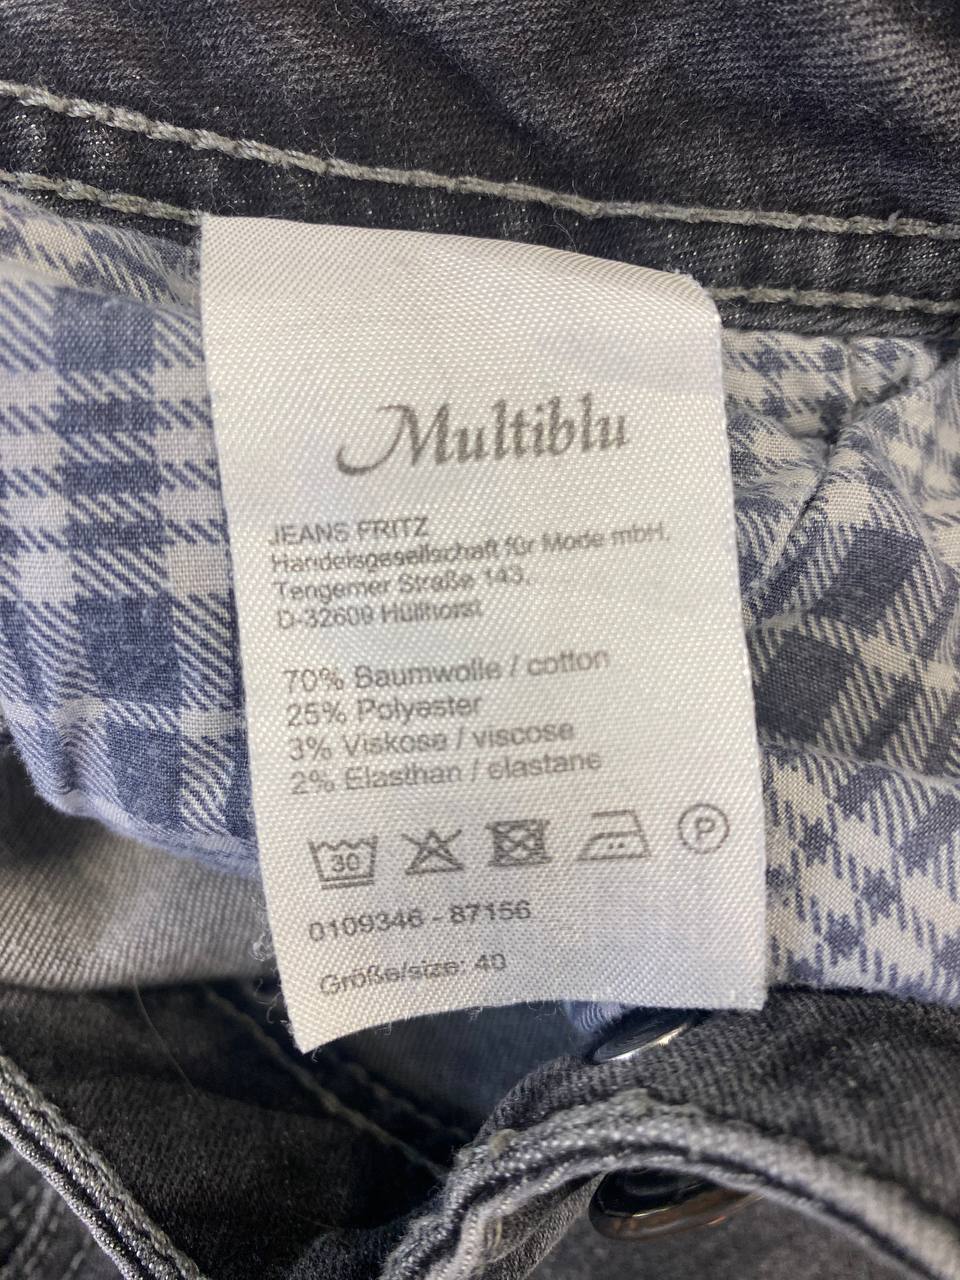 Multiblu
JEANS FRITZ
Handelsgesellschaft für Mode mbH,
Tengerner Straße 143,
D-32609 Hüllhorst
70% Baumwolle / cotton
25% Polyester
3% Viskose / viscose
2% Elasthan / elastane
30 P
0109346 - 87156
Größe/size: 40